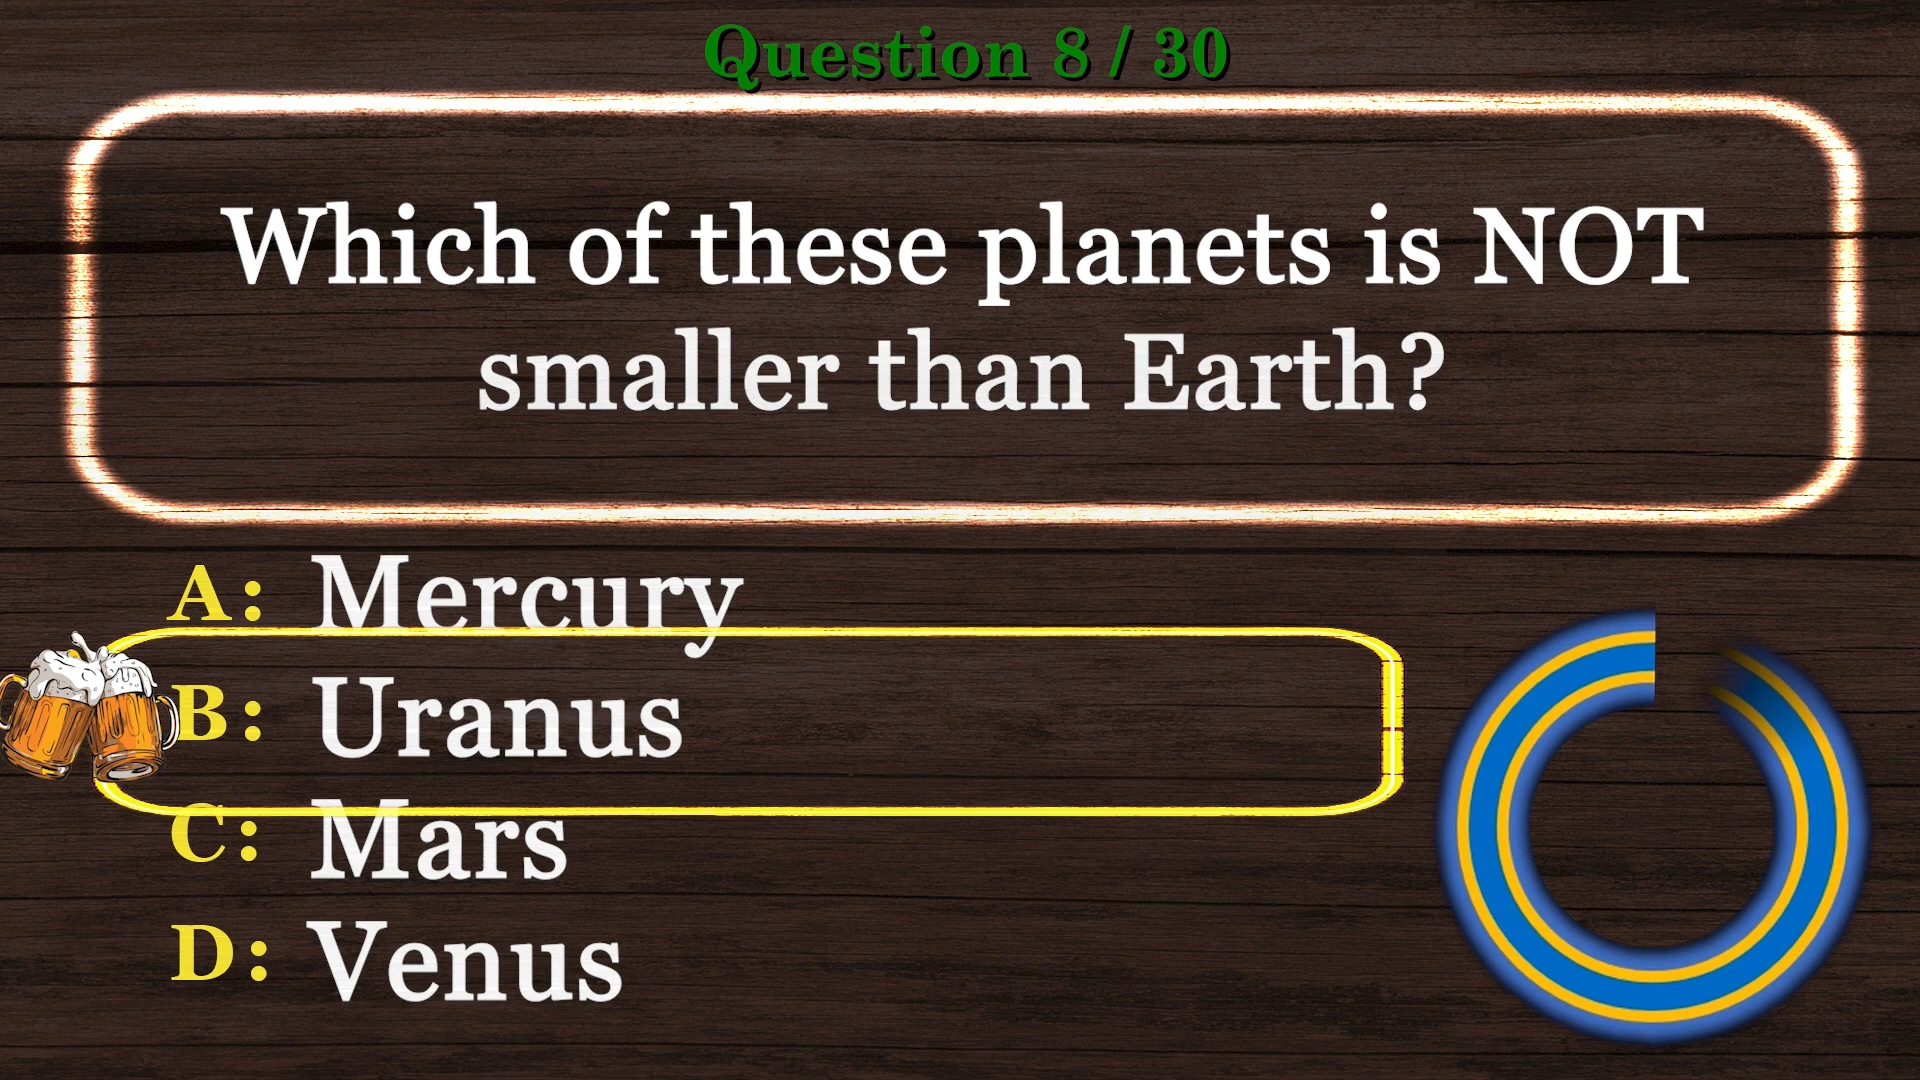 Question 8 / 30
Which of these planets is NOT
smaller than Earth?
A: Mercury
B: Uranus
C: Mars
D: Venus